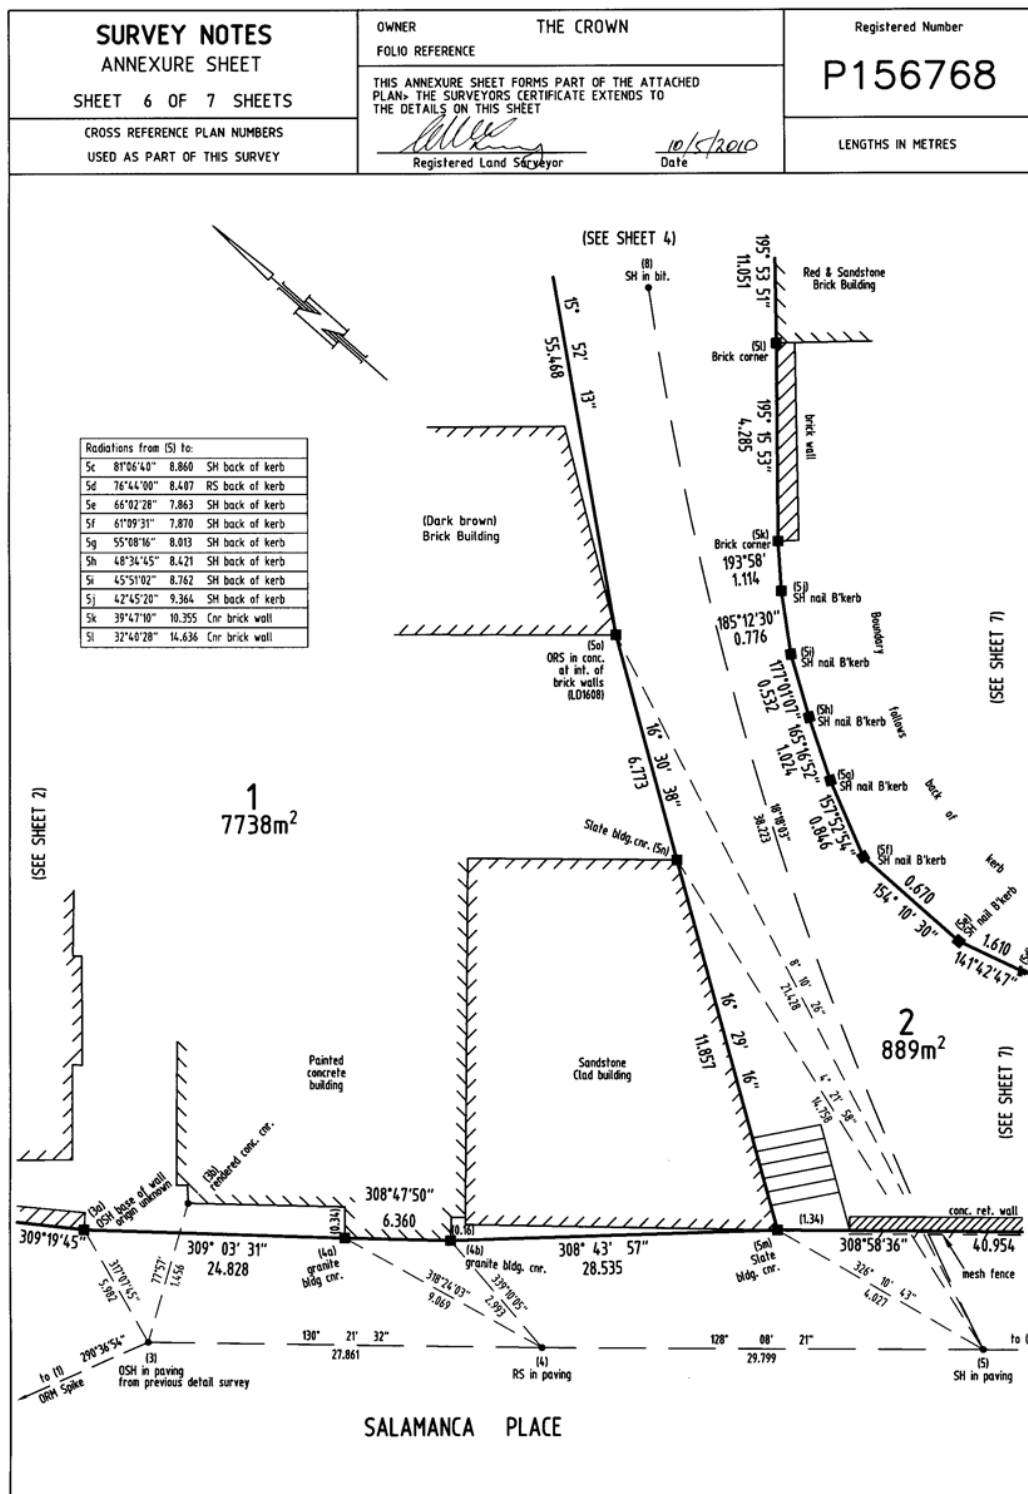 SURVEY NOTES
ANNEXURE SHEET
SHEET 6 OF 7 SHEETS
CROSS REFERENCE PLAN NUMBERS
USED AS PART OF THIS SURVEY
OWNER THE CROWN
FOLIO REFERENCE
THIS ANNEXURE SHEET FORMS PART OF THE ATTACHED
PLAN> THE SURVEYORS CERTIFICATE EXTENDS TO
THE DETAILS ON THIS SHEET
Registered Land Surveyor
10/5/2010
Date
Registered Number
P156768
LENGTHS IN METRES
(SEE SHEET 4)
(8)
SH in bit.
195° 53' 51"
11.051
Red & Sandstone
Brick Building
15° 52' 13"
55.468
(5l)
Brick corner
195° 15' 53"
4.285
brick wall
Radiations from (5) to:
5c 81°06'40" 8.860 SH back of kerb
5d 76°44'00" 8.407 RS back of kerb
5e 66°02'28" 7.863 SH back of kerb
5f 61°09'31" 7.870 SH back of kerb
5g 55°08'16" 8.013 SH back of kerb
5h 48°34'45" 8.421 SH back of kerb
5i 45°51'02" 8.762 SH back of kerb
5j 42°45'20" 9.364 SH back of kerb
5k 39°47'10" 10.355 Cnr brick wall
5l 32°40'28" 14.636 Cnr brick wall
(Dark brown)
Brick Building
(5k)
Brick corner
193°58'
1.114
(5j)
SH nail B'kerb
185°12'30"
0.776
(5i)
SH nail B'kerb
177°01'07"
0.532
(5h)
SH nail B'kerb
165°16'52"
1.024
(5g)
SH nail B'kerb
157°52'54"
0.846
(5f)
SH nail B'kerb
0.670
154° 10' 30"
nail B'kerb
1.610
141°42'47"
Boundary
follows
back of
kerb
(SEE SHEET 7)
(5o)
ORS in conc.
at int. of
brick walls
(LD1608)
16° 30' 38"
6.773
18°18'03"
38.223
Slate bldg.cnr. (5n)
(SEE SHEET 2)
1
7738m²
8° 10' 26"
21.428
16° 29' 16"
11.857
4° 21' 58"
14.758
2
889m²
(SEE SHEET 7)
Painted
concrete
building
Sandstone
Clad building
(3b)
rendered conc. cnr.
(3a)
OSH base of wall
origin unknown
309°19'45"
309° 03' 31"
24.828
308°47'50"
6.360
(0.34)
(0.16)
(4a)
granite
bldg cnr.
(4b)
granite bldg. cnr.
308° 43' 57"
28.535
(5m)
Slate
bldg. cnr.
(1.34)
conc. ret. wall
308°58'36"
40.954
mesh fence
317°07'45"
5.982
77°57'
1.456
318°24'03"
9.069
339°10'05"
2.993
326° 10' 43"
4.027
290°36'54"
to (1)
ORM Spike
(3)
OSH in paving
from previous detail survey
130° 21' 32"
27.861
(4)
RS in paving
128° 08' 21"
29.799
(5)
SH in paving
to
SALAMANCA PLACE